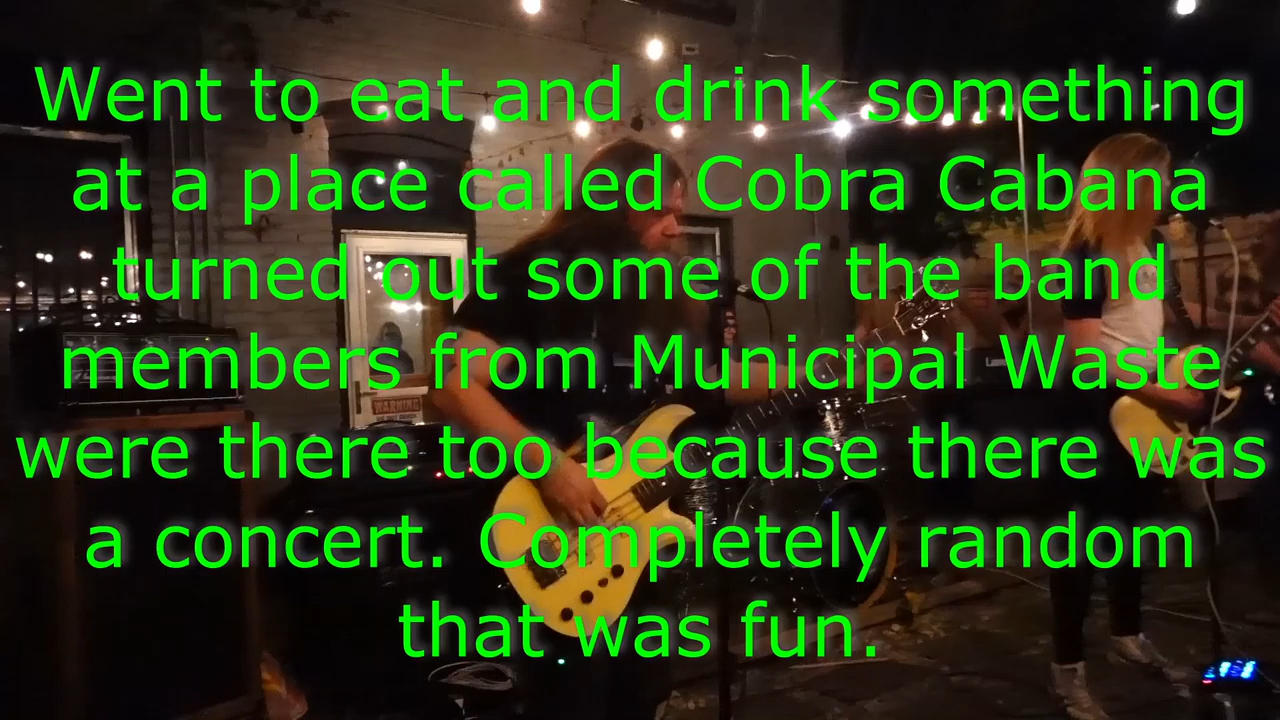 Went to eat and drink something
at a place called Cobra Cabana
turned out some of the band
members from Municipal Waste
were there too because there was
a concert. Completely random
that was fun.
WARNING